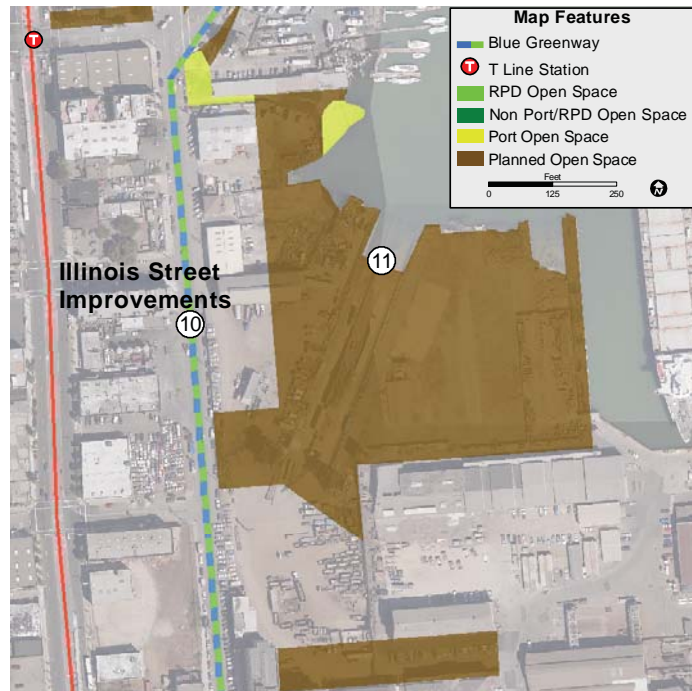 Map Features
Blue Greenway
T
T Line Station
RPD Open Space
Non Port/RPD Open Space
Port Open Space
Planned Open Space
Feet
0 125 250
N
T
11
Illinois Street
Improvements
10